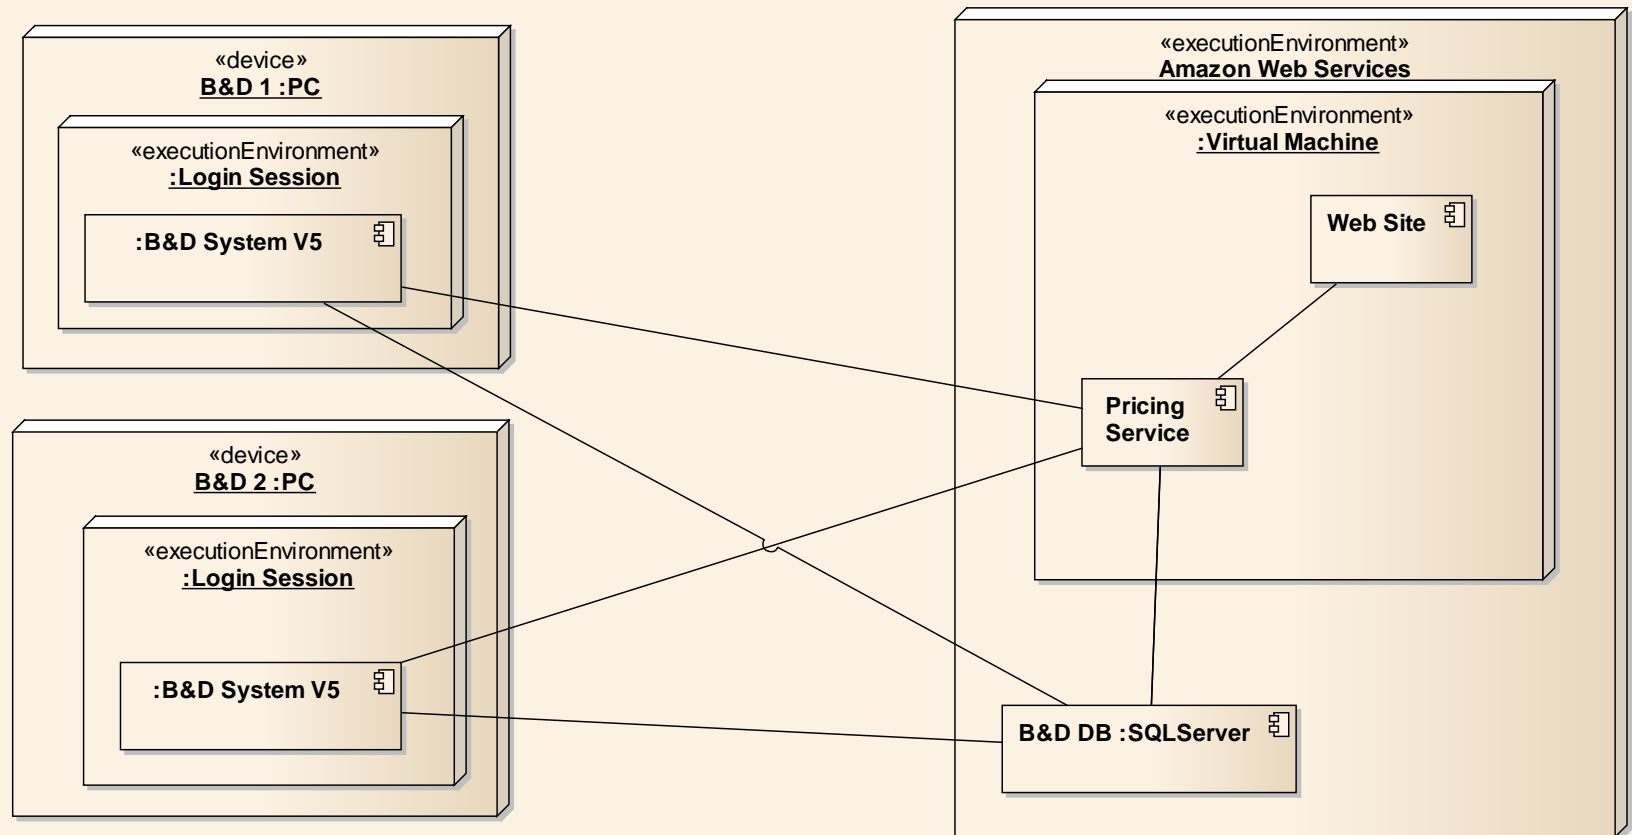 «device»
B&D 1 :PC
«executionEnvironment»
:Login Session
:B&D System V5
«device»
B&D 2 :PC
«executionEnvironment»
:Login Session
:B&D System V5
«executionEnvironment»
Amazon Web Services
«executionEnvironment»
:Virtual Machine
Web Site
Pricing
Service
B&D DB :SQLServer